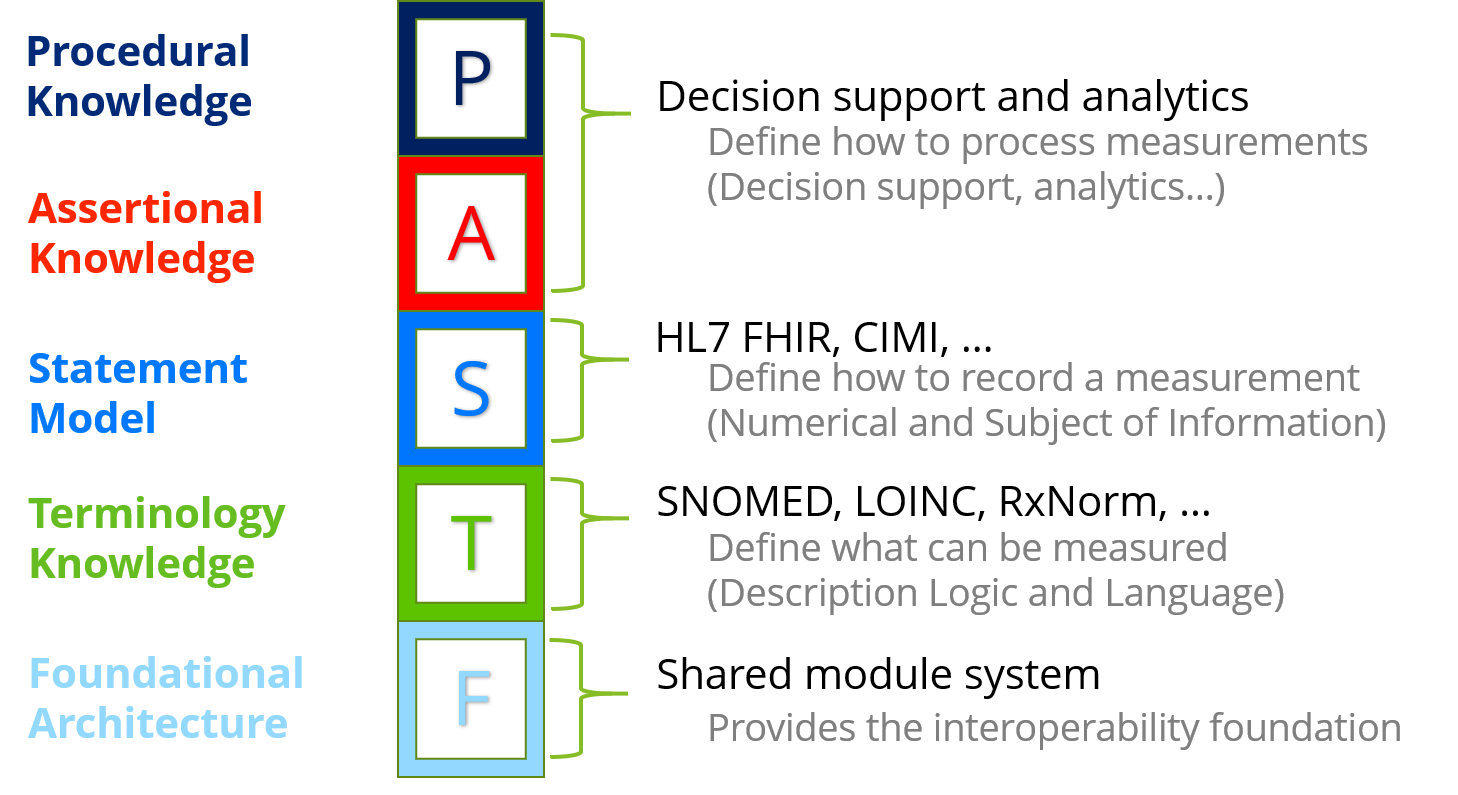 Procedural
Knowledge
P
Decision support and analytics
Define how to process measurements
(Decision support, analytics...)
Assertional
Knowledge
A
Statement
Model
S
HL7 FHIR, CIMI, ...
Define how to record a measurement
(Numerical and Subject of Information)
Terminology
Knowledge
T
SNOMED, LOINC, RxNorm, ...
Define what can be measured
(Description Logic and Language)
Foundational
Architecture
F
Shared module system
Provides the interoperability foundation